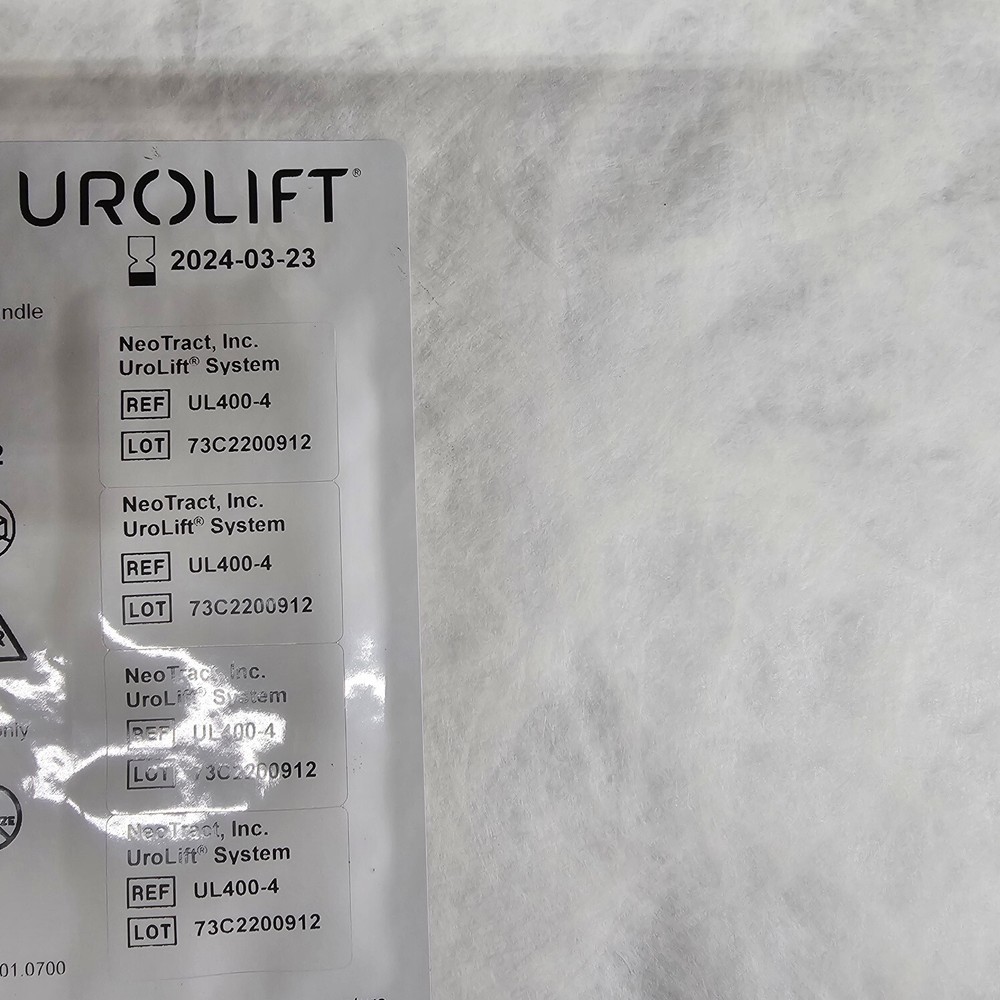 UROLIFT®
2024-03-23
ndle
NeoTract, Inc.
UroLift® System
REF UL400-4
LOT 73C2200912
2
NeoTract, Inc.
UroLift® System
REF UL400-4
LOT 73C2200912
R
NeoTract, Inc.
UroLift® System
REF UL400-4
only
LOT 73C2200912
ZE
NeoTract, Inc.
UroLift® System
REF UL400-4
LOT 73C2200912
01.0700